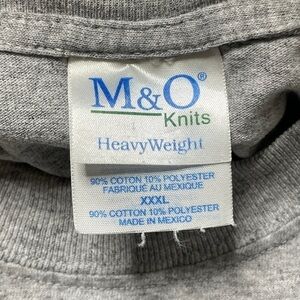 M&O®
Knits
HeavyWeight
90% COTTON 10% POLYESTER
FABRIQUÉ AU MEXIQUE
XXXL
90% COTTON 10% POLYESTER
MADE IN MEXICO